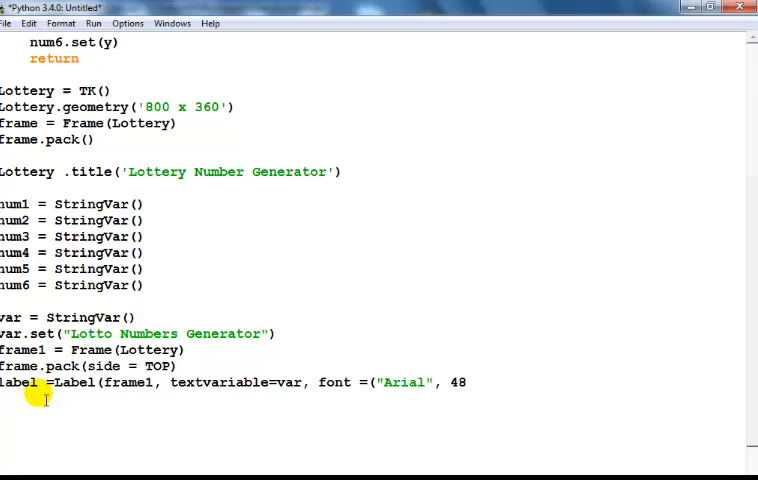 *Python 3.4.0: Untitled*
File Edit Format Run Options Windows Help
num6.set(y)
return
Lottery = TK()
Lottery.geometry('800 x 360')
frame = Frame(Lottery)
frame.pack()
Lottery .title('Lottery Number Generator')
num1 = StringVar()
num2 = StringVar()
num3 = StringVar()
num4 = StringVar()
num5 = StringVar()
num6 = StringVar()
var = StringVar()
var.set("Lotto Numbers Generator")
frame1 = Frame(Lottery)
frame.pack(side = TOP)
label =Label(frame1, textvariable=var, font =("Arial", 48